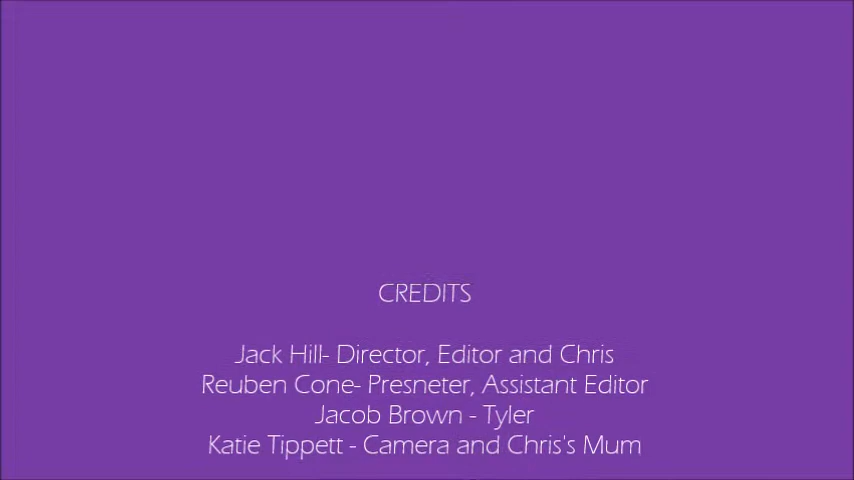 CREDITS
Jack Hill- Director, Editor and Chris
Reuben Cone- Presneter, Assistant Editor
Jacob Brown - Tyler
Katie Tippett - Camera and Chris's Mum